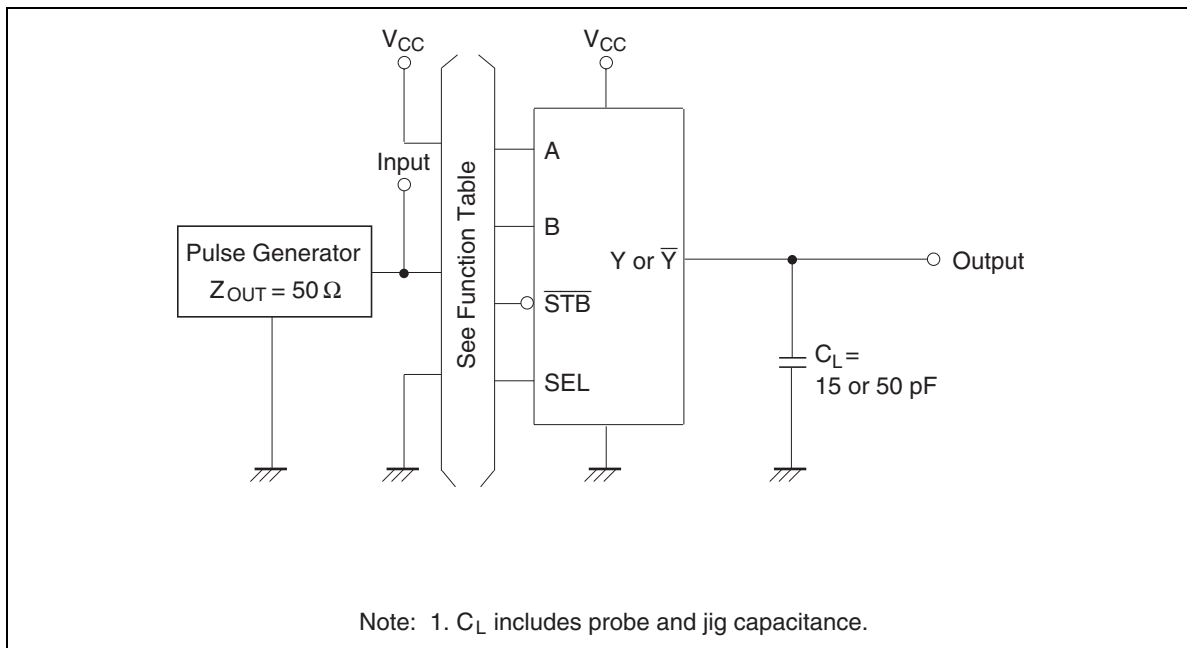 VCC
VCC
Input
Pulse Generator
ZOUT = 50 Ω
See Function Table
A
B
S̅T̅B̅
SEL
Y or Y̅
Output
CL =
15 or 50 pF
Note: 1. CL includes probe and jig capacitance.